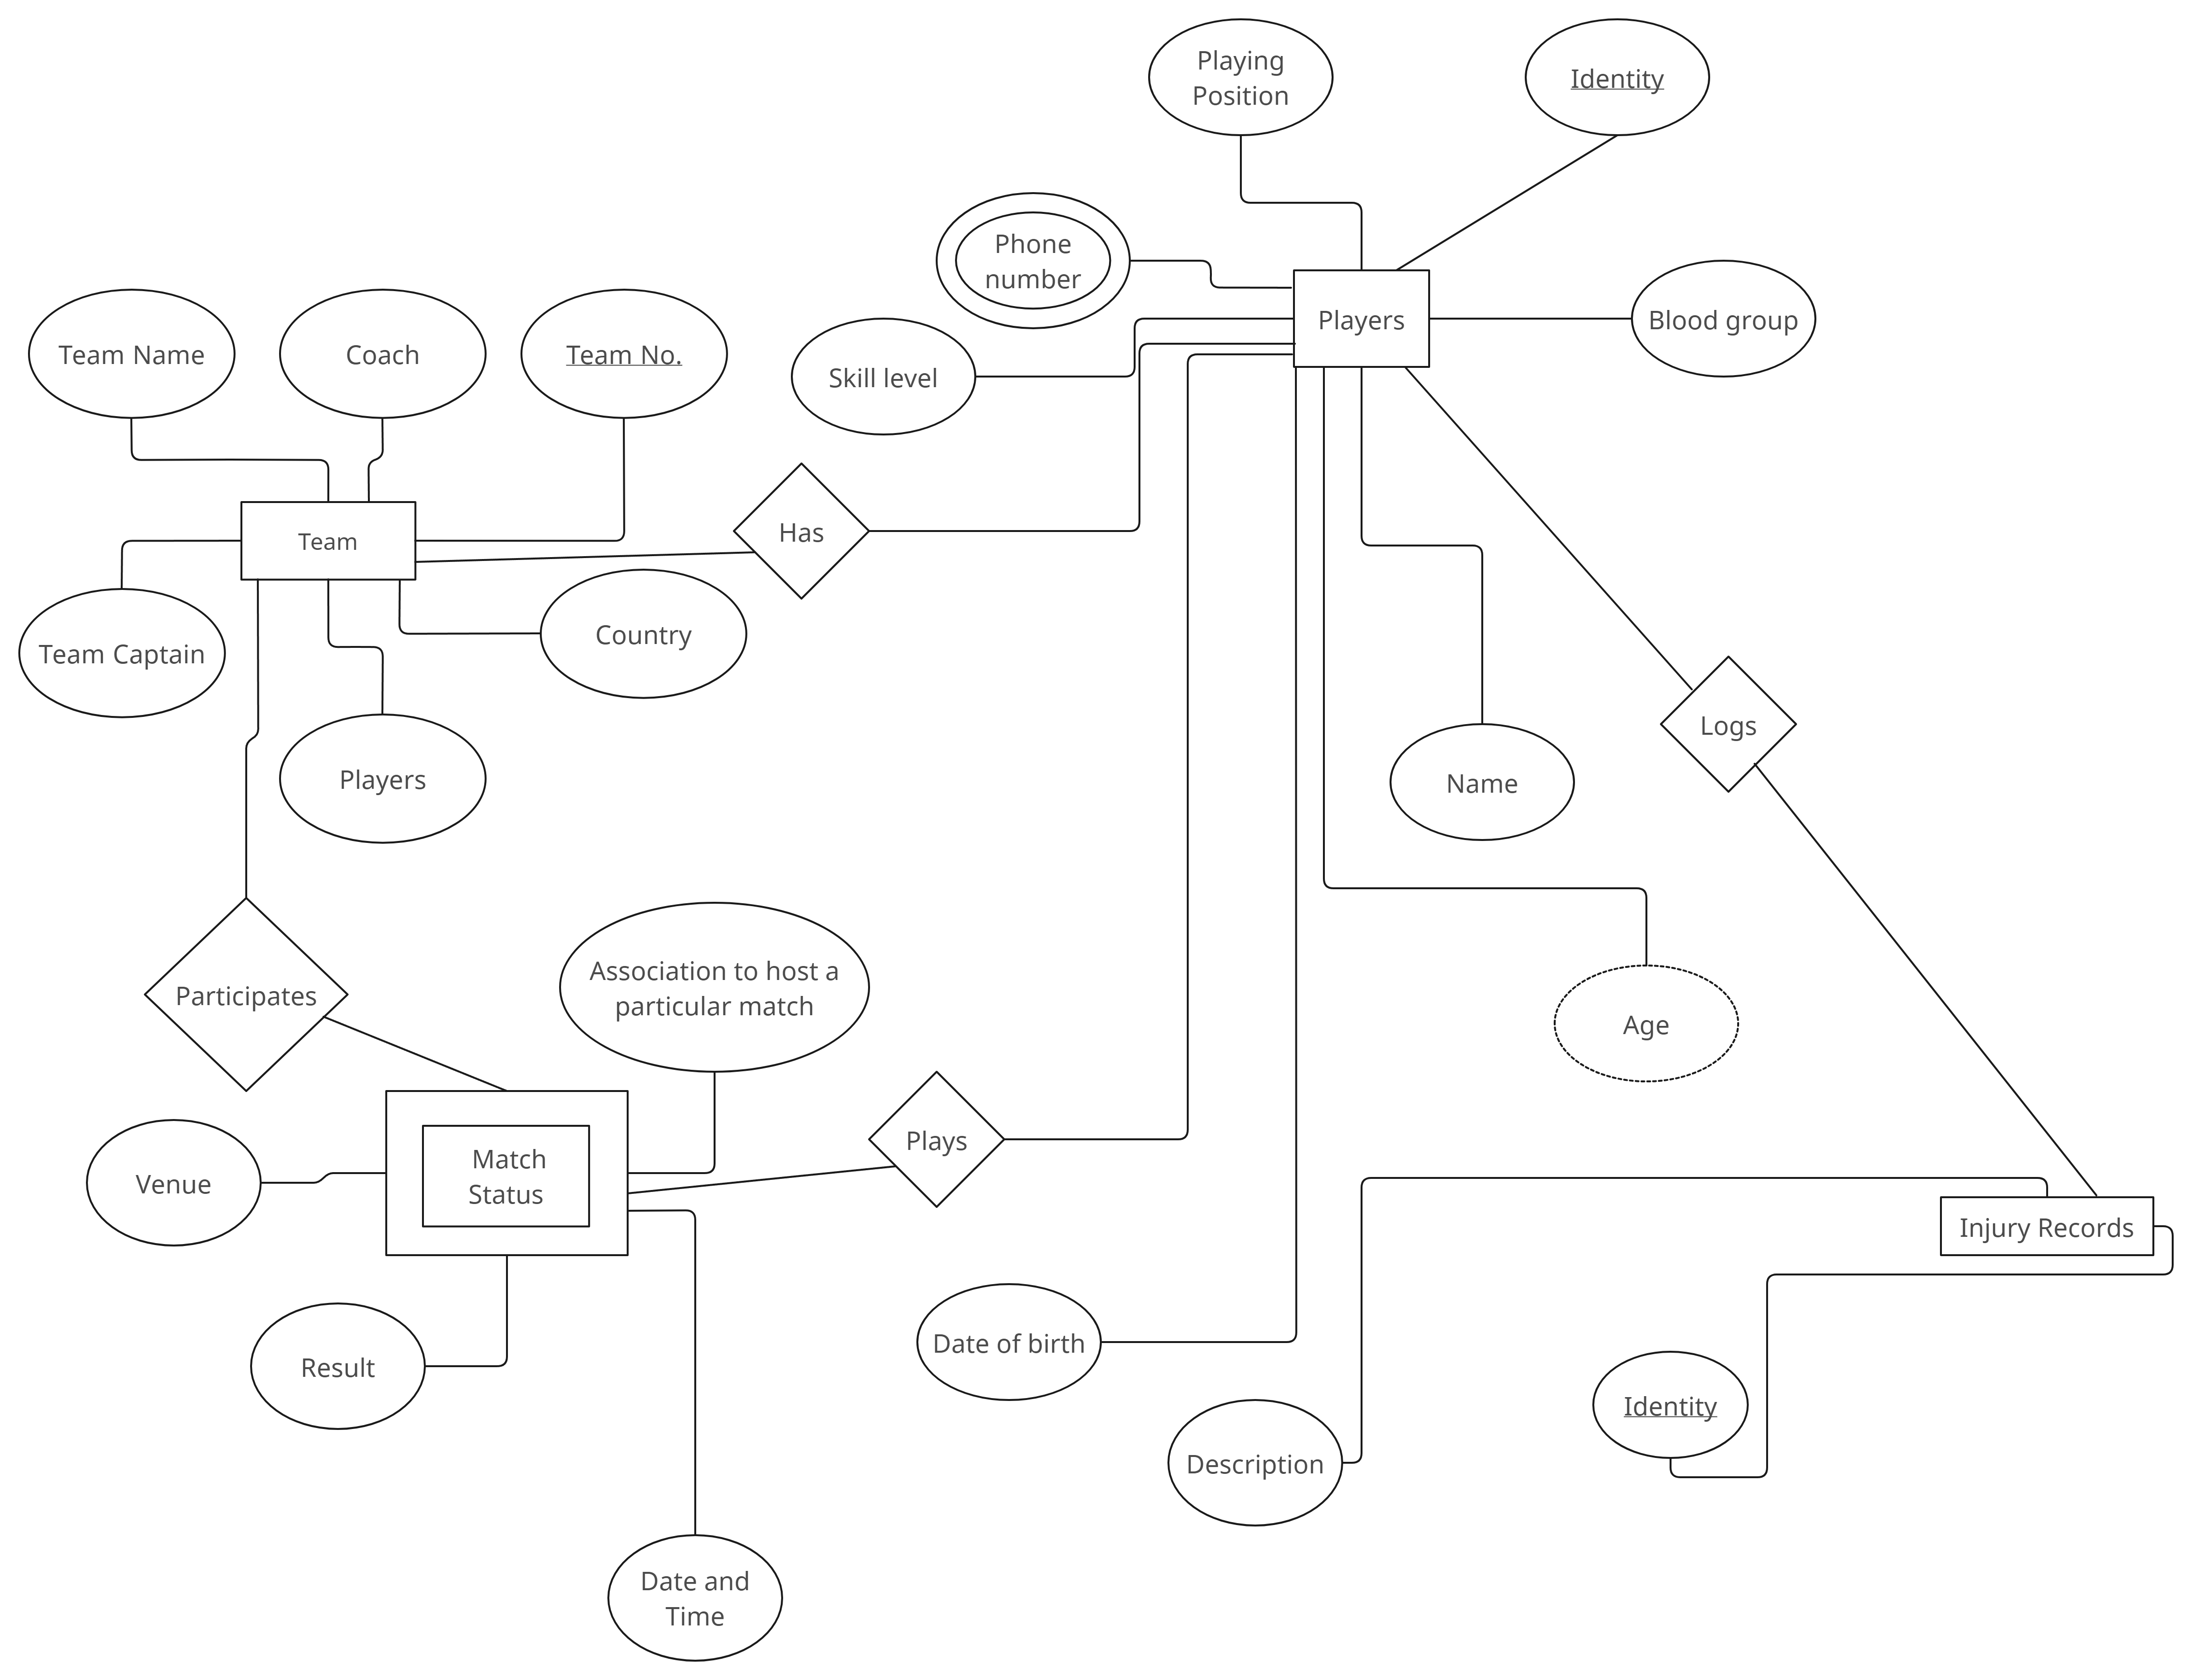 Playing
Position
Identity
Phone
number
Players
Blood group
Team Name
Coach
Team No.
Skill level
Team
Has
Country
Team Captain
Players
Logs
Name
Association to host a
particular match
Participates
Age
Match
Status
Plays
Venue
Injury Records
Result
Date of birth
Identity
Description
Date and
Time